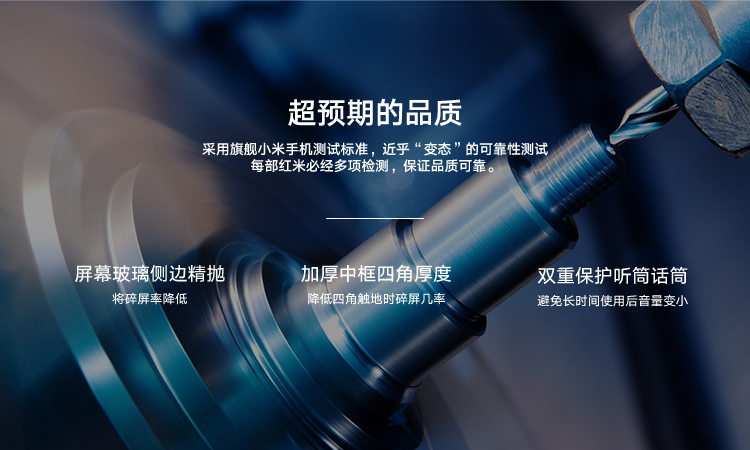 超预期的品质
采用旗舰小米手机测试标准，近乎“变态”的可靠性测试
每部红米必经多项检测，保证品质可靠。
屏幕玻璃侧边精抛
将碎屏率降低
加厚中框四角厚度
降低四角触地时碎屏几率
双重保护听筒话筒
避免长时间使用后音量变小